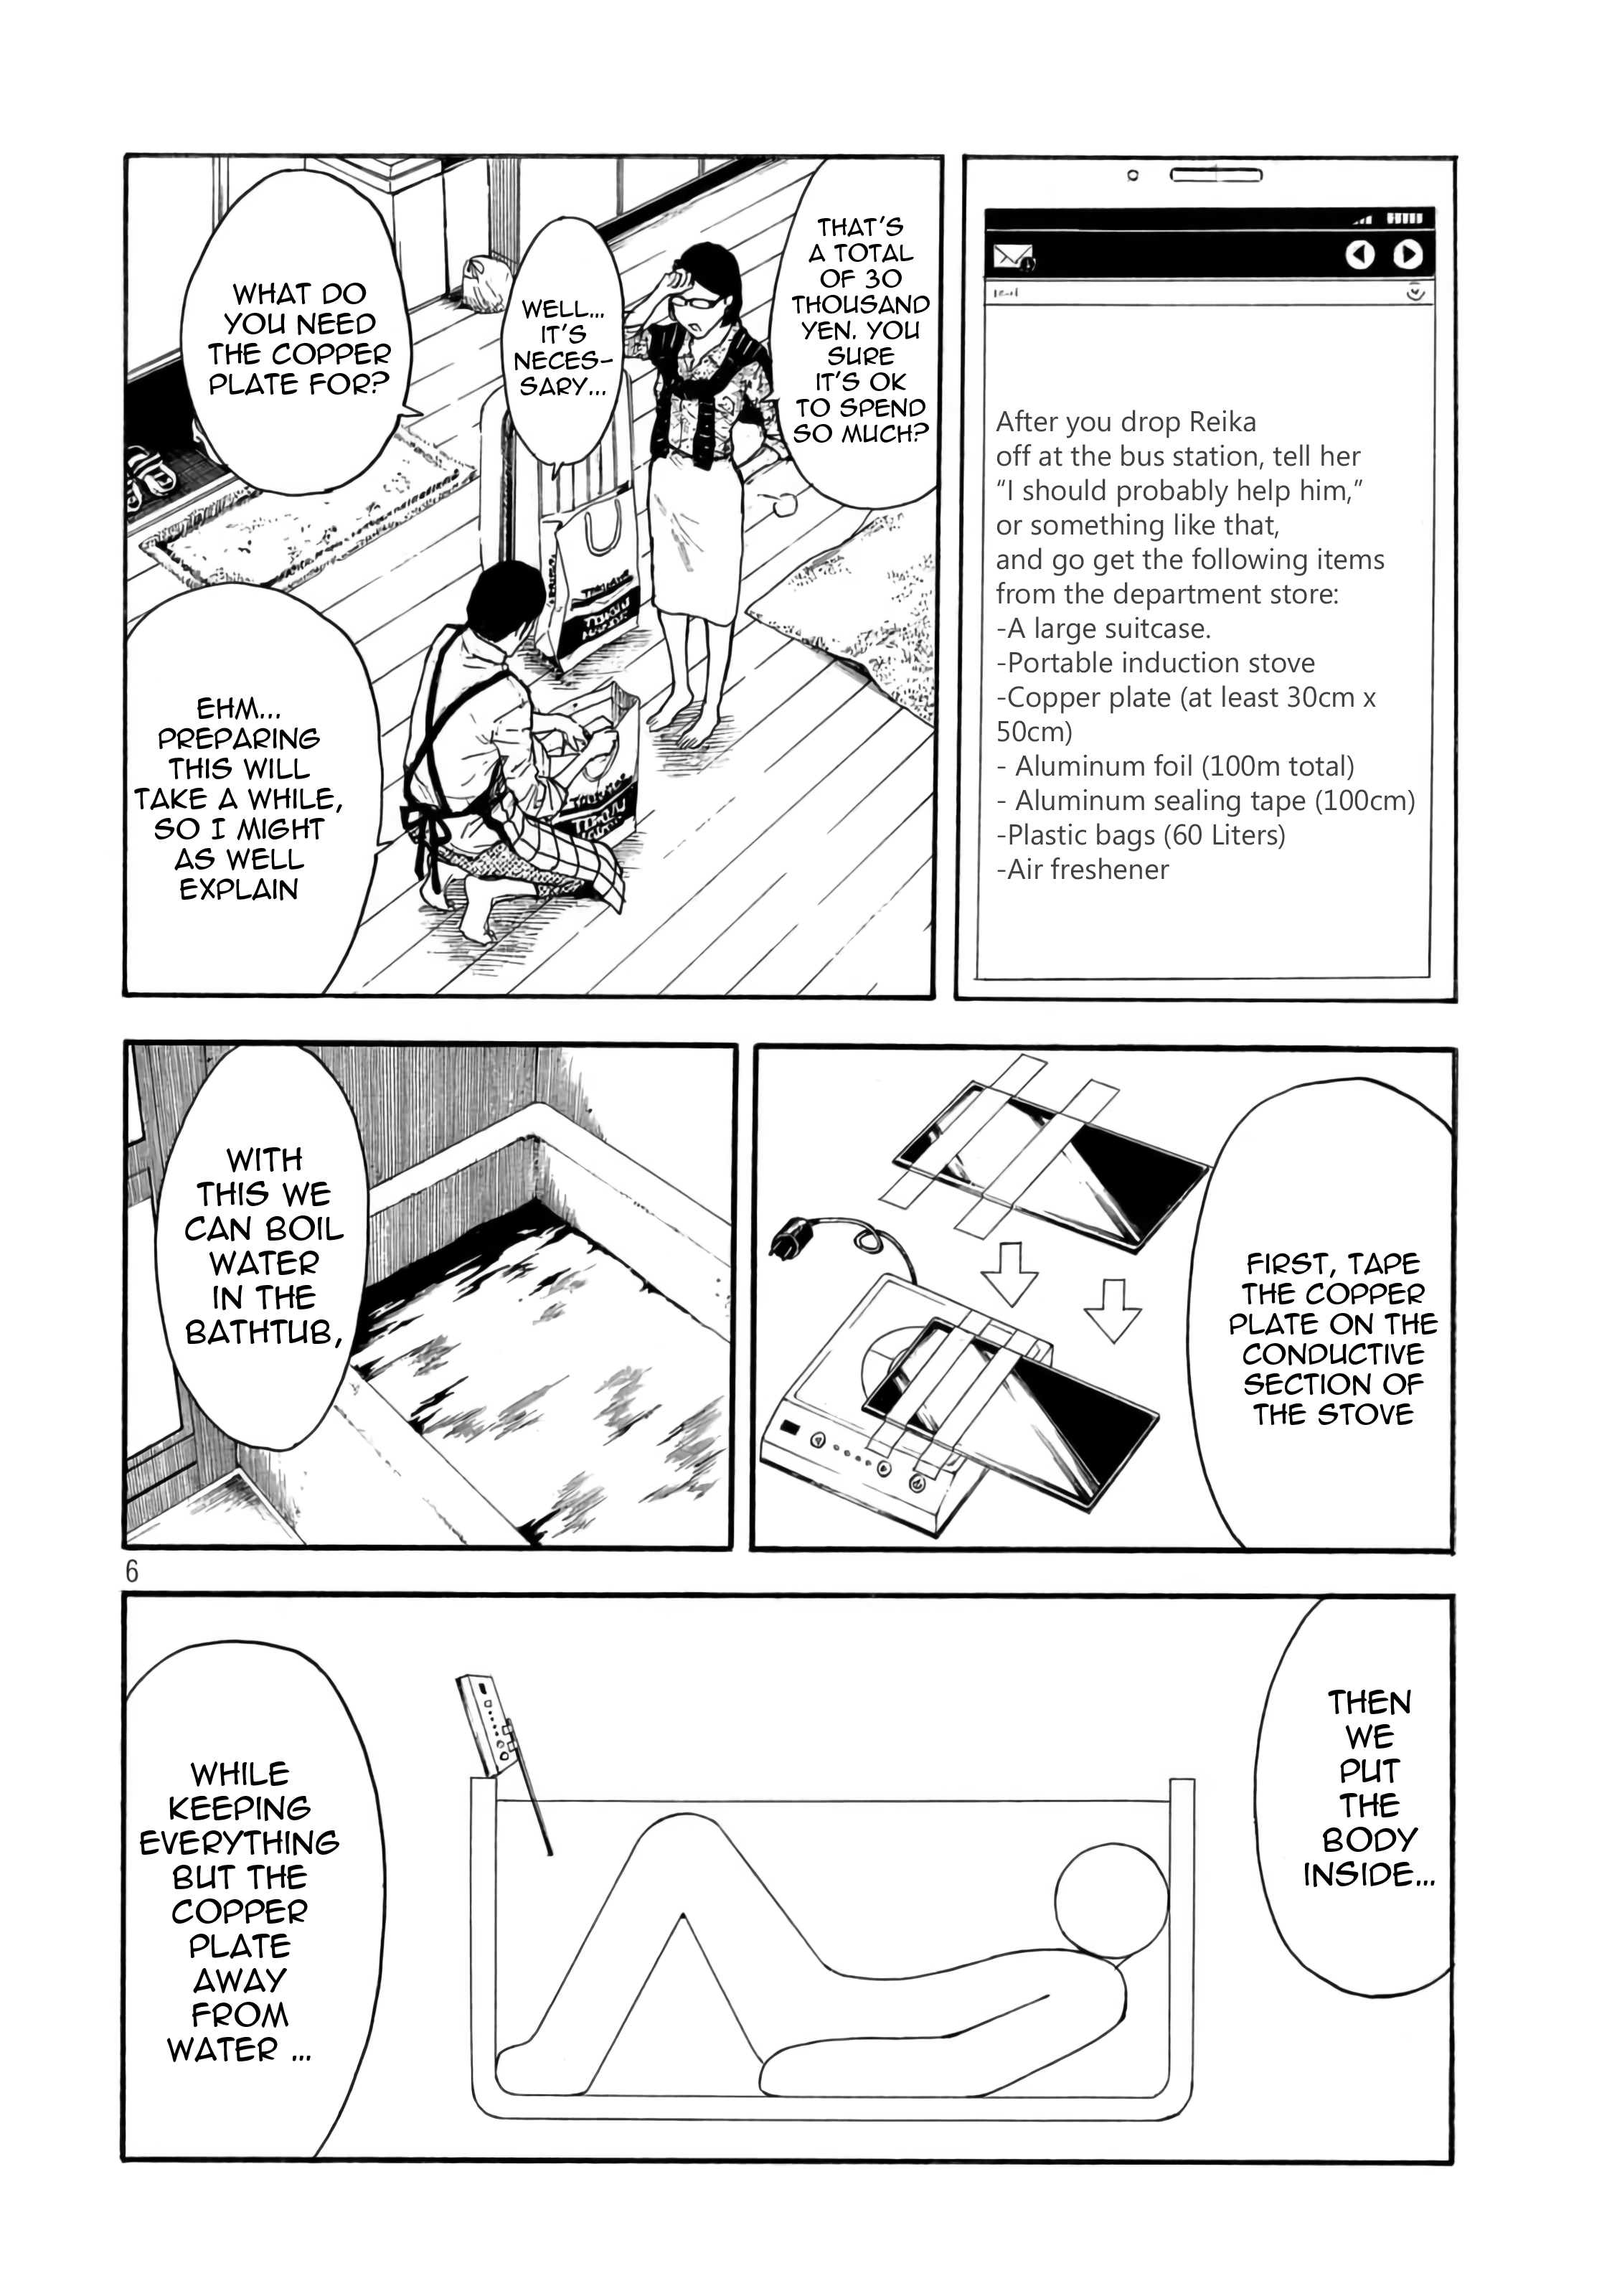 After you drop Reika
off at the bus station, tell her
“I should probably help him,”
or something like that,
and go get the following items
from the department store:
-A large suitcase.
-Portable induction stove
-Copper plate (at least 30cm x
50cm)
- Aluminum foil (100m total)
- Aluminum sealing tape (100cm)
-Plastic bags (60 Liters)
-Air freshener
THAT'S
A TOTAL
OF 30
THOUSAND
YEN. YOU
SURE
IT'S OK
TO SPEND
SO MUCH?
WELL...
IT'S
NECES-
SARY...
WHAT DO
YOU NEED
THE COPPER
PLATE FOR?
EHM...
PREPARING
THIS WILL
TAKE A WHILE,
SO I MIGHT
AS WELL
EXPLAIN
FIRST, TAPE
THE COPPER
PLATE ON THE
CONDUCTIVE
SECTION OF
THE STOVE
WITH
THIS WE
CAN BOIL
WATER
IN THE
BATHTUB,
6
THEN
WE
PUT
THE
BODY
INSIDE...
WHILE
KEEPING
EVERYTHING
BUT THE
COPPER
PLATE
AWAY
FROM
WATER ...